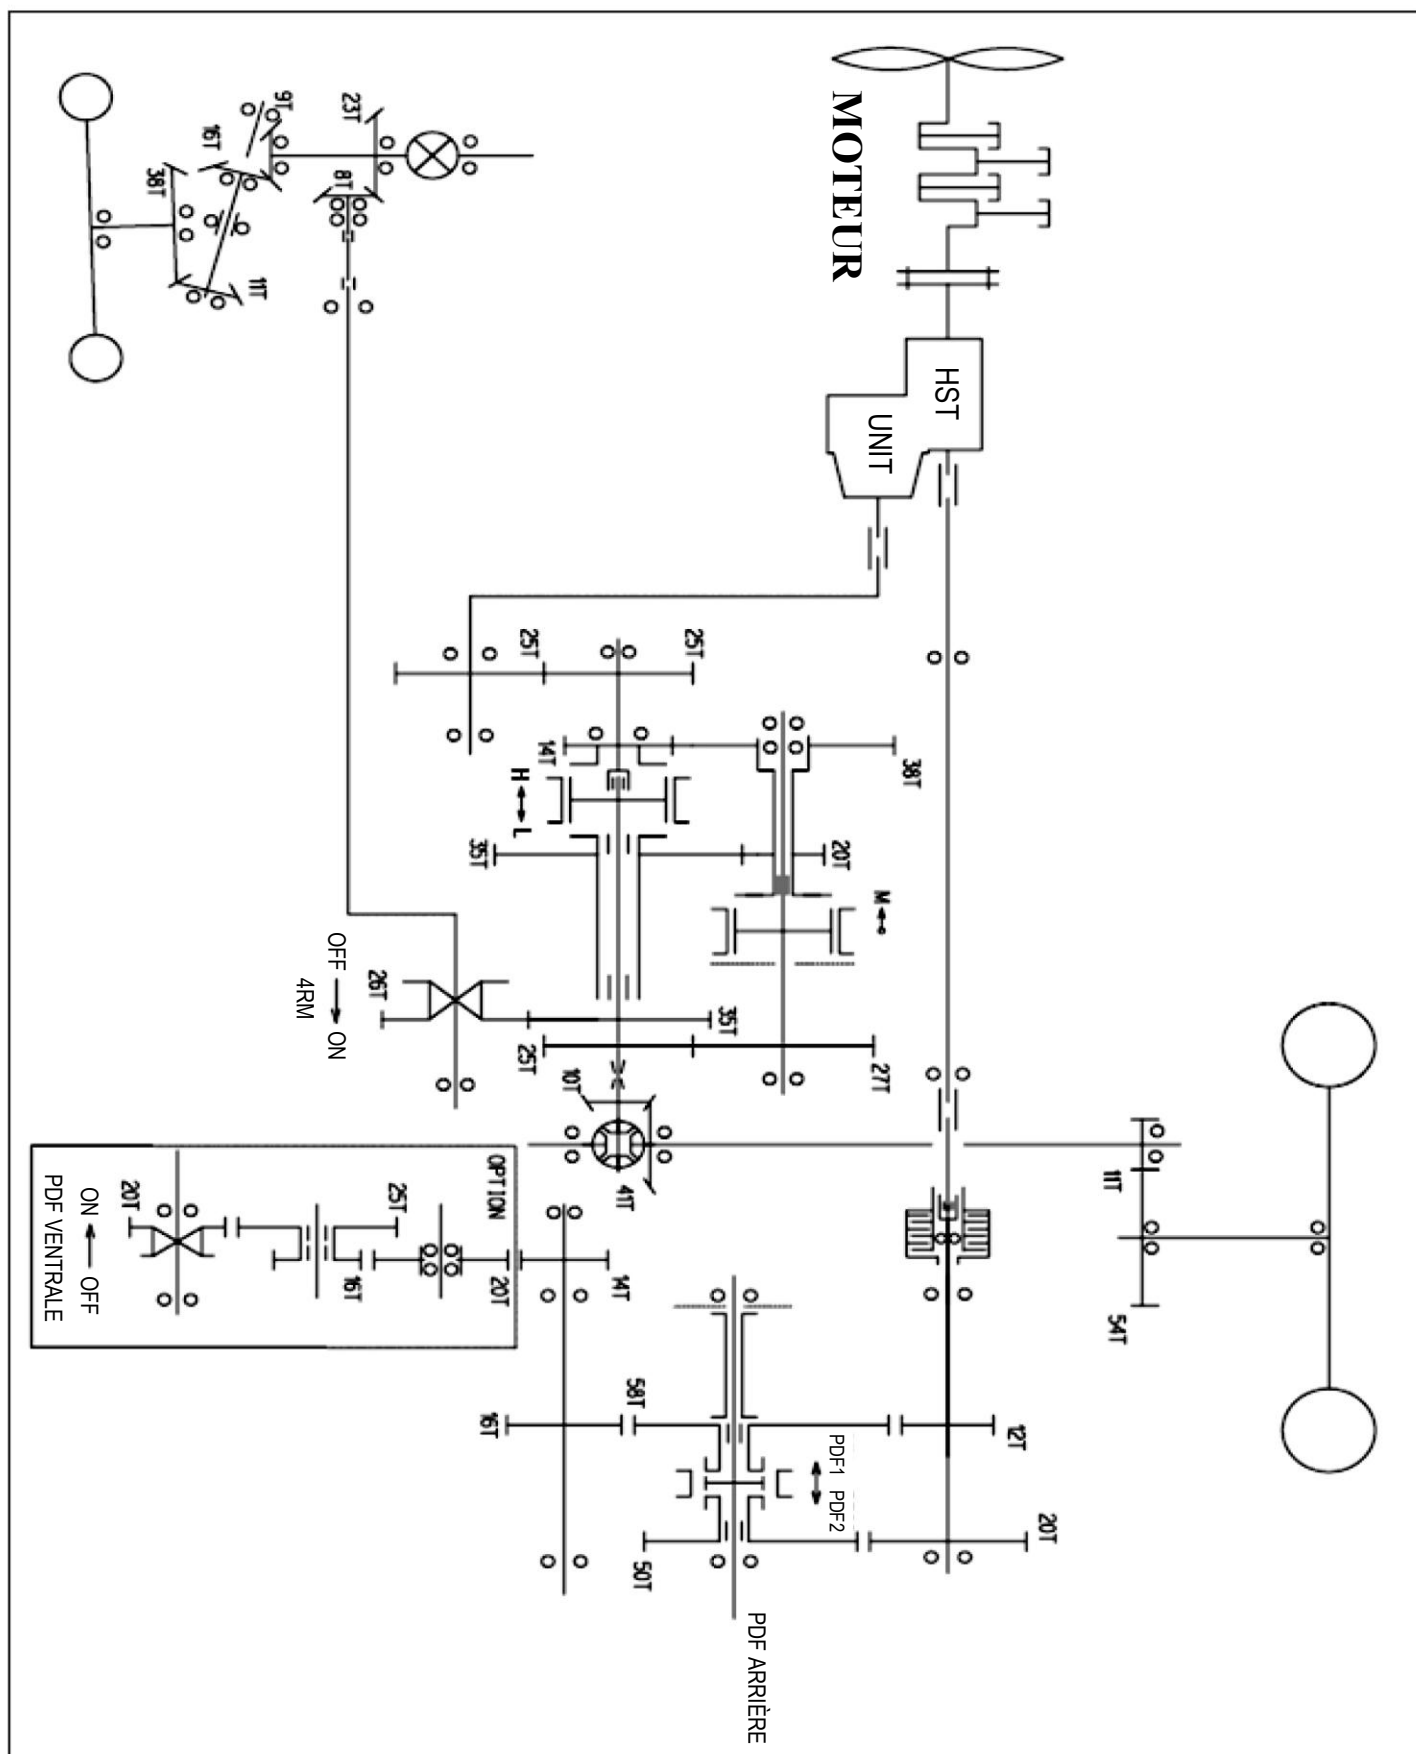 MOTEUR
HST
UNIT
9T
23T
16T
38T
8T
11T
25T
25T
14T
38T
H↔L
35T
20T
M
26T
OFF → ON
4RM
35T
25T
27T
10T
41T
11T
54T
OPTION
20T
25T
16T
20T
ON ← OFF
PDF VENTRALE
14T
58T
16T
12T
PDF1 PDF2
50T
20T
PDF ARRIÈRE